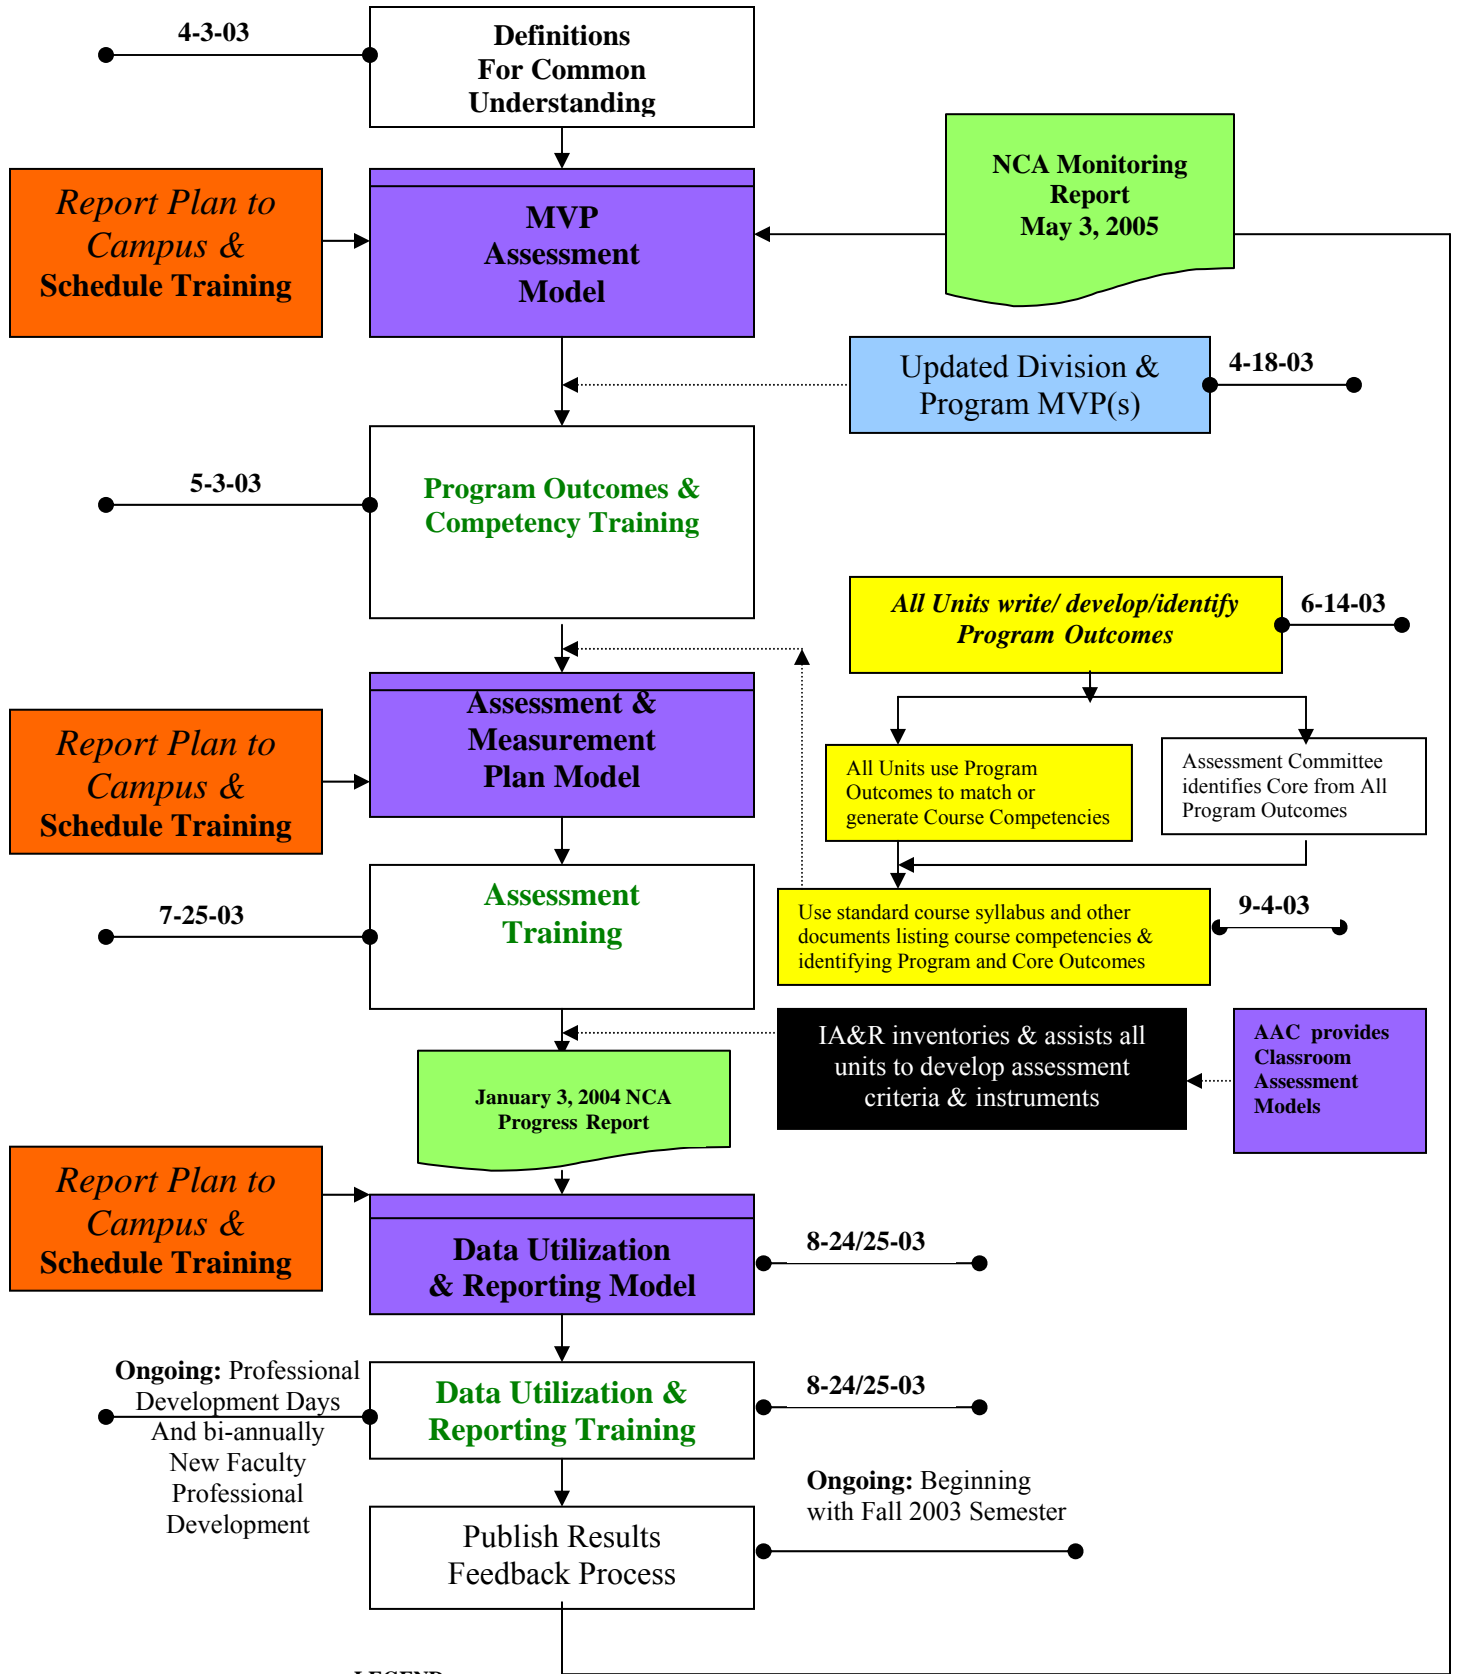 4-3-03
Definitions
For Common
Understanding
NCA Monitoring
Report
May 3, 2005
Report Plan to
Campus &
Schedule Training
MVP
Assessment
Model
Updated Division &
Program MVP(s)
4-18-03
5-3-03
Program Outcomes &
Competency Training
All Units write/ develop/identify
Program Outcomes
6-14-03
Report Plan to
Campus &
Schedule Training
Assessment &
Measurement
Plan Model
All Units use Program
Outcomes to match or
generate Course Competencies
Assessment Committee
identifies Core from All
Program Outcomes
7-25-03
Assessment
Training
Use standard course syllabus and other
documents listing course competencies &
identifying Program and Core Outcomes
9-4-03
IA&R inventories & assists all
units to develop assessment
criteria & instruments
AAC provides
Classroom
Assessment
Models
January 3, 2004 NCA
Progress Report
Report Plan to
Campus &
Schedule Training
Data Utilization
& Reporting Model
8-24/25-03
Ongoing: Professional
Development Days
And bi-annually
New Faculty
Professional
Development
Data Utilization &
Reporting Training
8-24/25-03
Ongoing: Beginning
with Fall 2003 Semester
Publish Results
Feedback Process
LEGEND